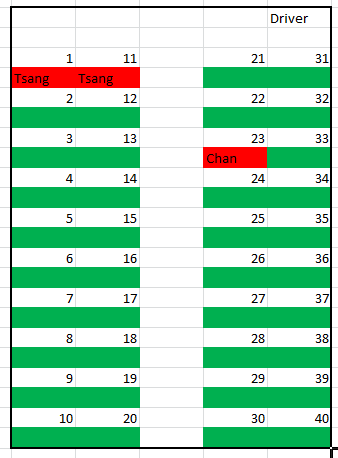 Driver
1 11 21 31
Tsang Tsang
2 12 22 32
3 13 23 33
Chan
4 14 24 34
5 15 25 35
6 16 26 36
7 17 27 37
8 18 28 38
9 19 29 39
10 20 30 40